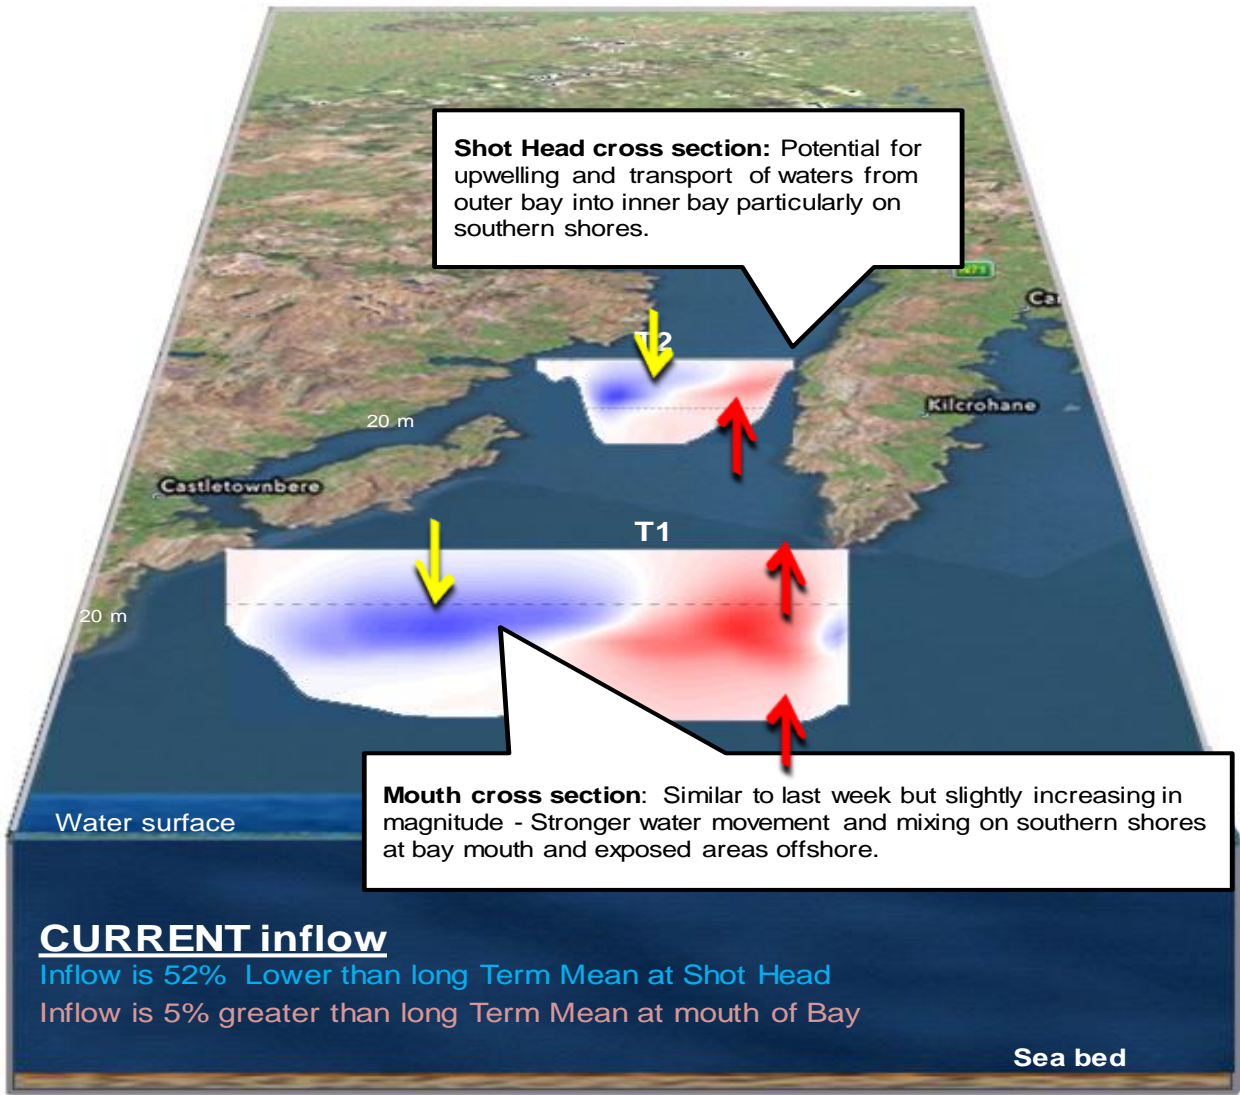 Shot Head cross section: Potential for
upwelling and transport of waters from
outer bay into inner bay particularly on
southern shores.
N71
T2
Kilcrohane
20 m
Castletownbere
T1
20 m
Mouth cross section: Similar to last week but slightly increasing in
magnitude - Stronger water movement and mixing on southern shores
at bay mouth and exposed areas offshore.
Water surface
CURRENT inflow
Inflow is 52% Lower than long Term Mean at Shot Head
Inflow is 5% greater than long Term Mean at mouth of Bay
Sea bed